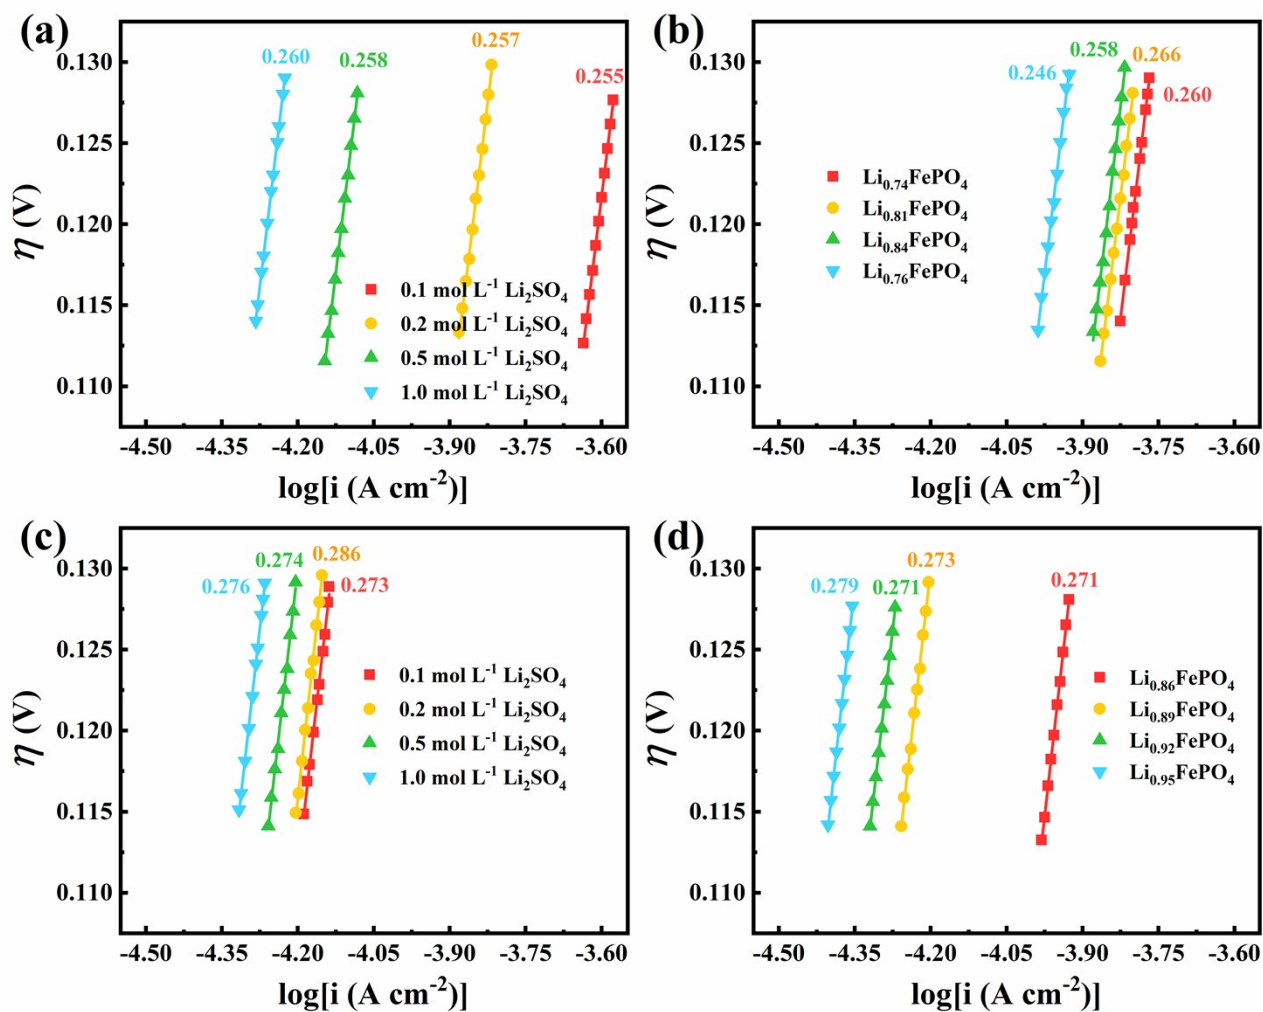 (a)
0.260
0.258
0.257
0.255
0.130
0.125
0.120
0.115
0.110
η (V)
0.1 mol L⁻¹ Li₂SO₄
0.2 mol L⁻¹ Li₂SO₄
0.5 mol L⁻¹ Li₂SO₄
1.0 mol L⁻¹ Li₂SO₄
-4.50 -4.20 -3.90 -3.60
-4.35 -4.05 -3.75
log[i (A cm⁻²)]
(b)
0.246
0.258
0.266
0.260
0.130
0.125
0.120
0.115
0.110
η (V)
Li₀.₇₄FePO₄
Li₀.₈₁FePO₄
Li₀.₈₄FePO₄
Li₀.₇₆FePO₄
-4.50 -4.20 -3.90 -3.60
-4.35 -4.05 -3.75
log[i (A cm⁻²)]
(c)
0.276
0.274
0.286
0.273
0.130
0.125
0.120
0.115
0.110
η (V)
0.1 mol L⁻¹ Li₂SO₄
0.2 mol L⁻¹ Li₂SO₄
0.5 mol L⁻¹ Li₂SO₄
1.0 mol L⁻¹ Li₂SO₄
-4.50 -4.20 -3.90 -3.60
-4.35 -4.05 -3.75
log[i (A cm⁻²)]
(d)
0.279
0.271
0.273
0.271
0.130
0.125
0.120
0.115
0.110
η (V)
Li₀.₈₆FePO₄
Li₀.₈₉FePO₄
Li₀.₉₂FePO₄
Li₀.₉₅FePO₄
-4.50 -4.20 -3.90 -3.60
-4.35 -4.05 -3.75
log[i (A cm⁻²)]